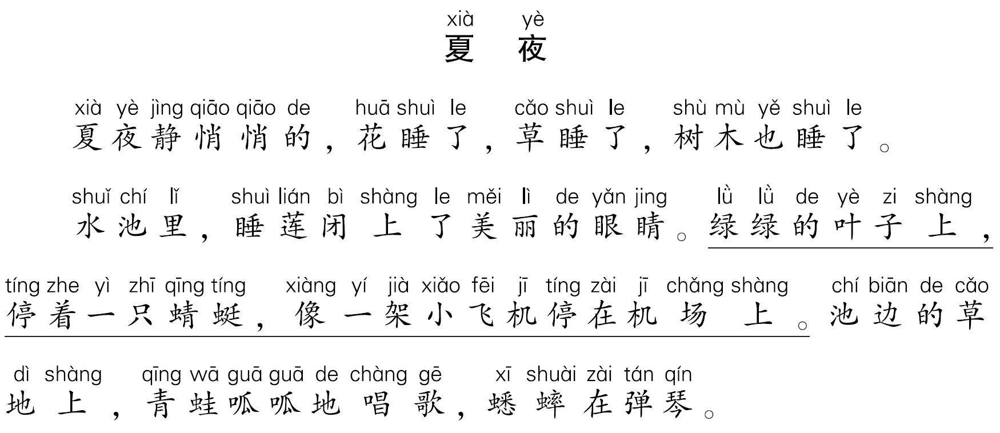 xià yè
夏 夜
xià yè jìng qiāo qiāo de huā shuì le cǎo shuì le shù mù yě shuì le
夏夜静悄悄的，花睡了，草睡了，树木也睡了。
shuǐ chí lǐ shuì lián bì shàng le měi lì de yǎn jing lǜ lǜ de yè zi shàng
水池里，睡莲闭上了美丽的眼睛。绿绿的叶子上，
tíng zhe yì zhī qīng tíng xiàng yí jià xiǎo fēi jī tíng zài jī chǎng shàng chí biān de cǎo
停着一只蜻蜓，像一架小飞机停在机场上。池边的草
dì shàng qīng wā guā guā de chàng gē xī shuài zài tán qín
地上，青蛙呱呱地唱歌，蟋蟀在弹琴。